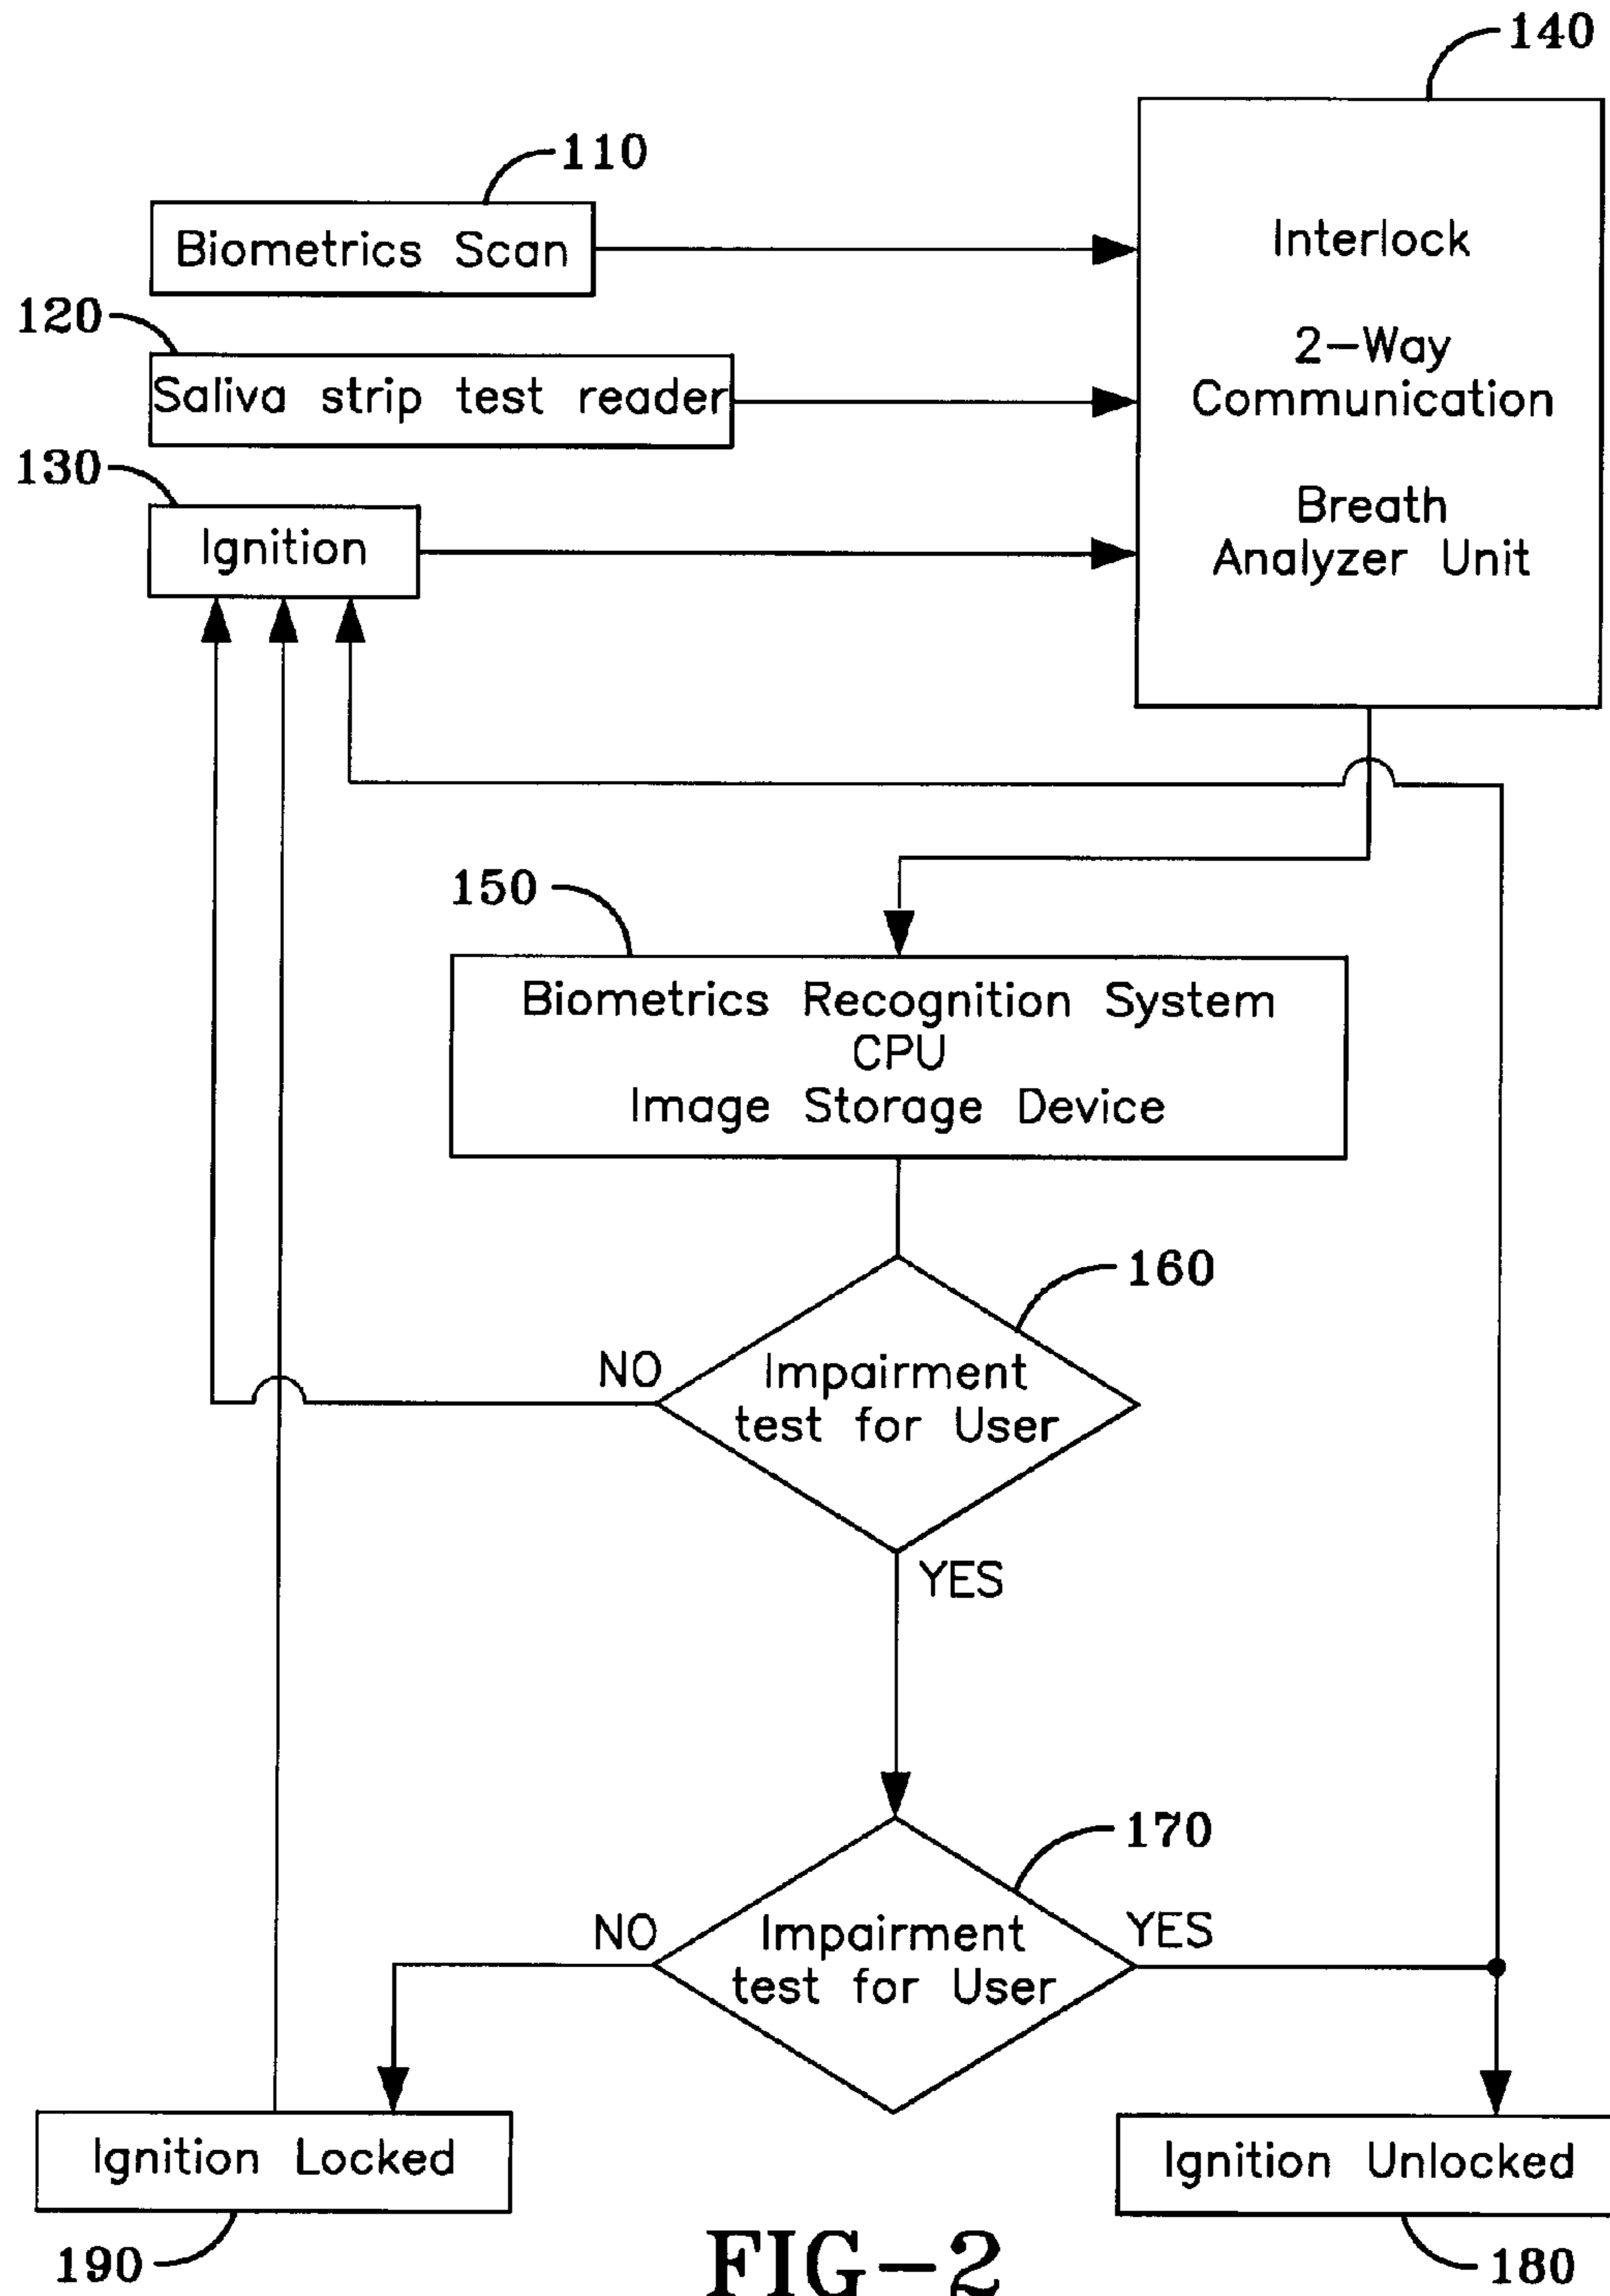 140
110
Biometrics Scan
Interlock
120
2-Way
Communication
Saliva strip test reader
130
Breath
Analyzer Unit
Ignition
150
Biometrics Recognition System
CPU
Image Storage Device
160
NO
Impairment
test for User
YES
170
NO
Impairment
test for User
YES
Ignition Locked
Ignition Unlocked
190
FIG-2
180